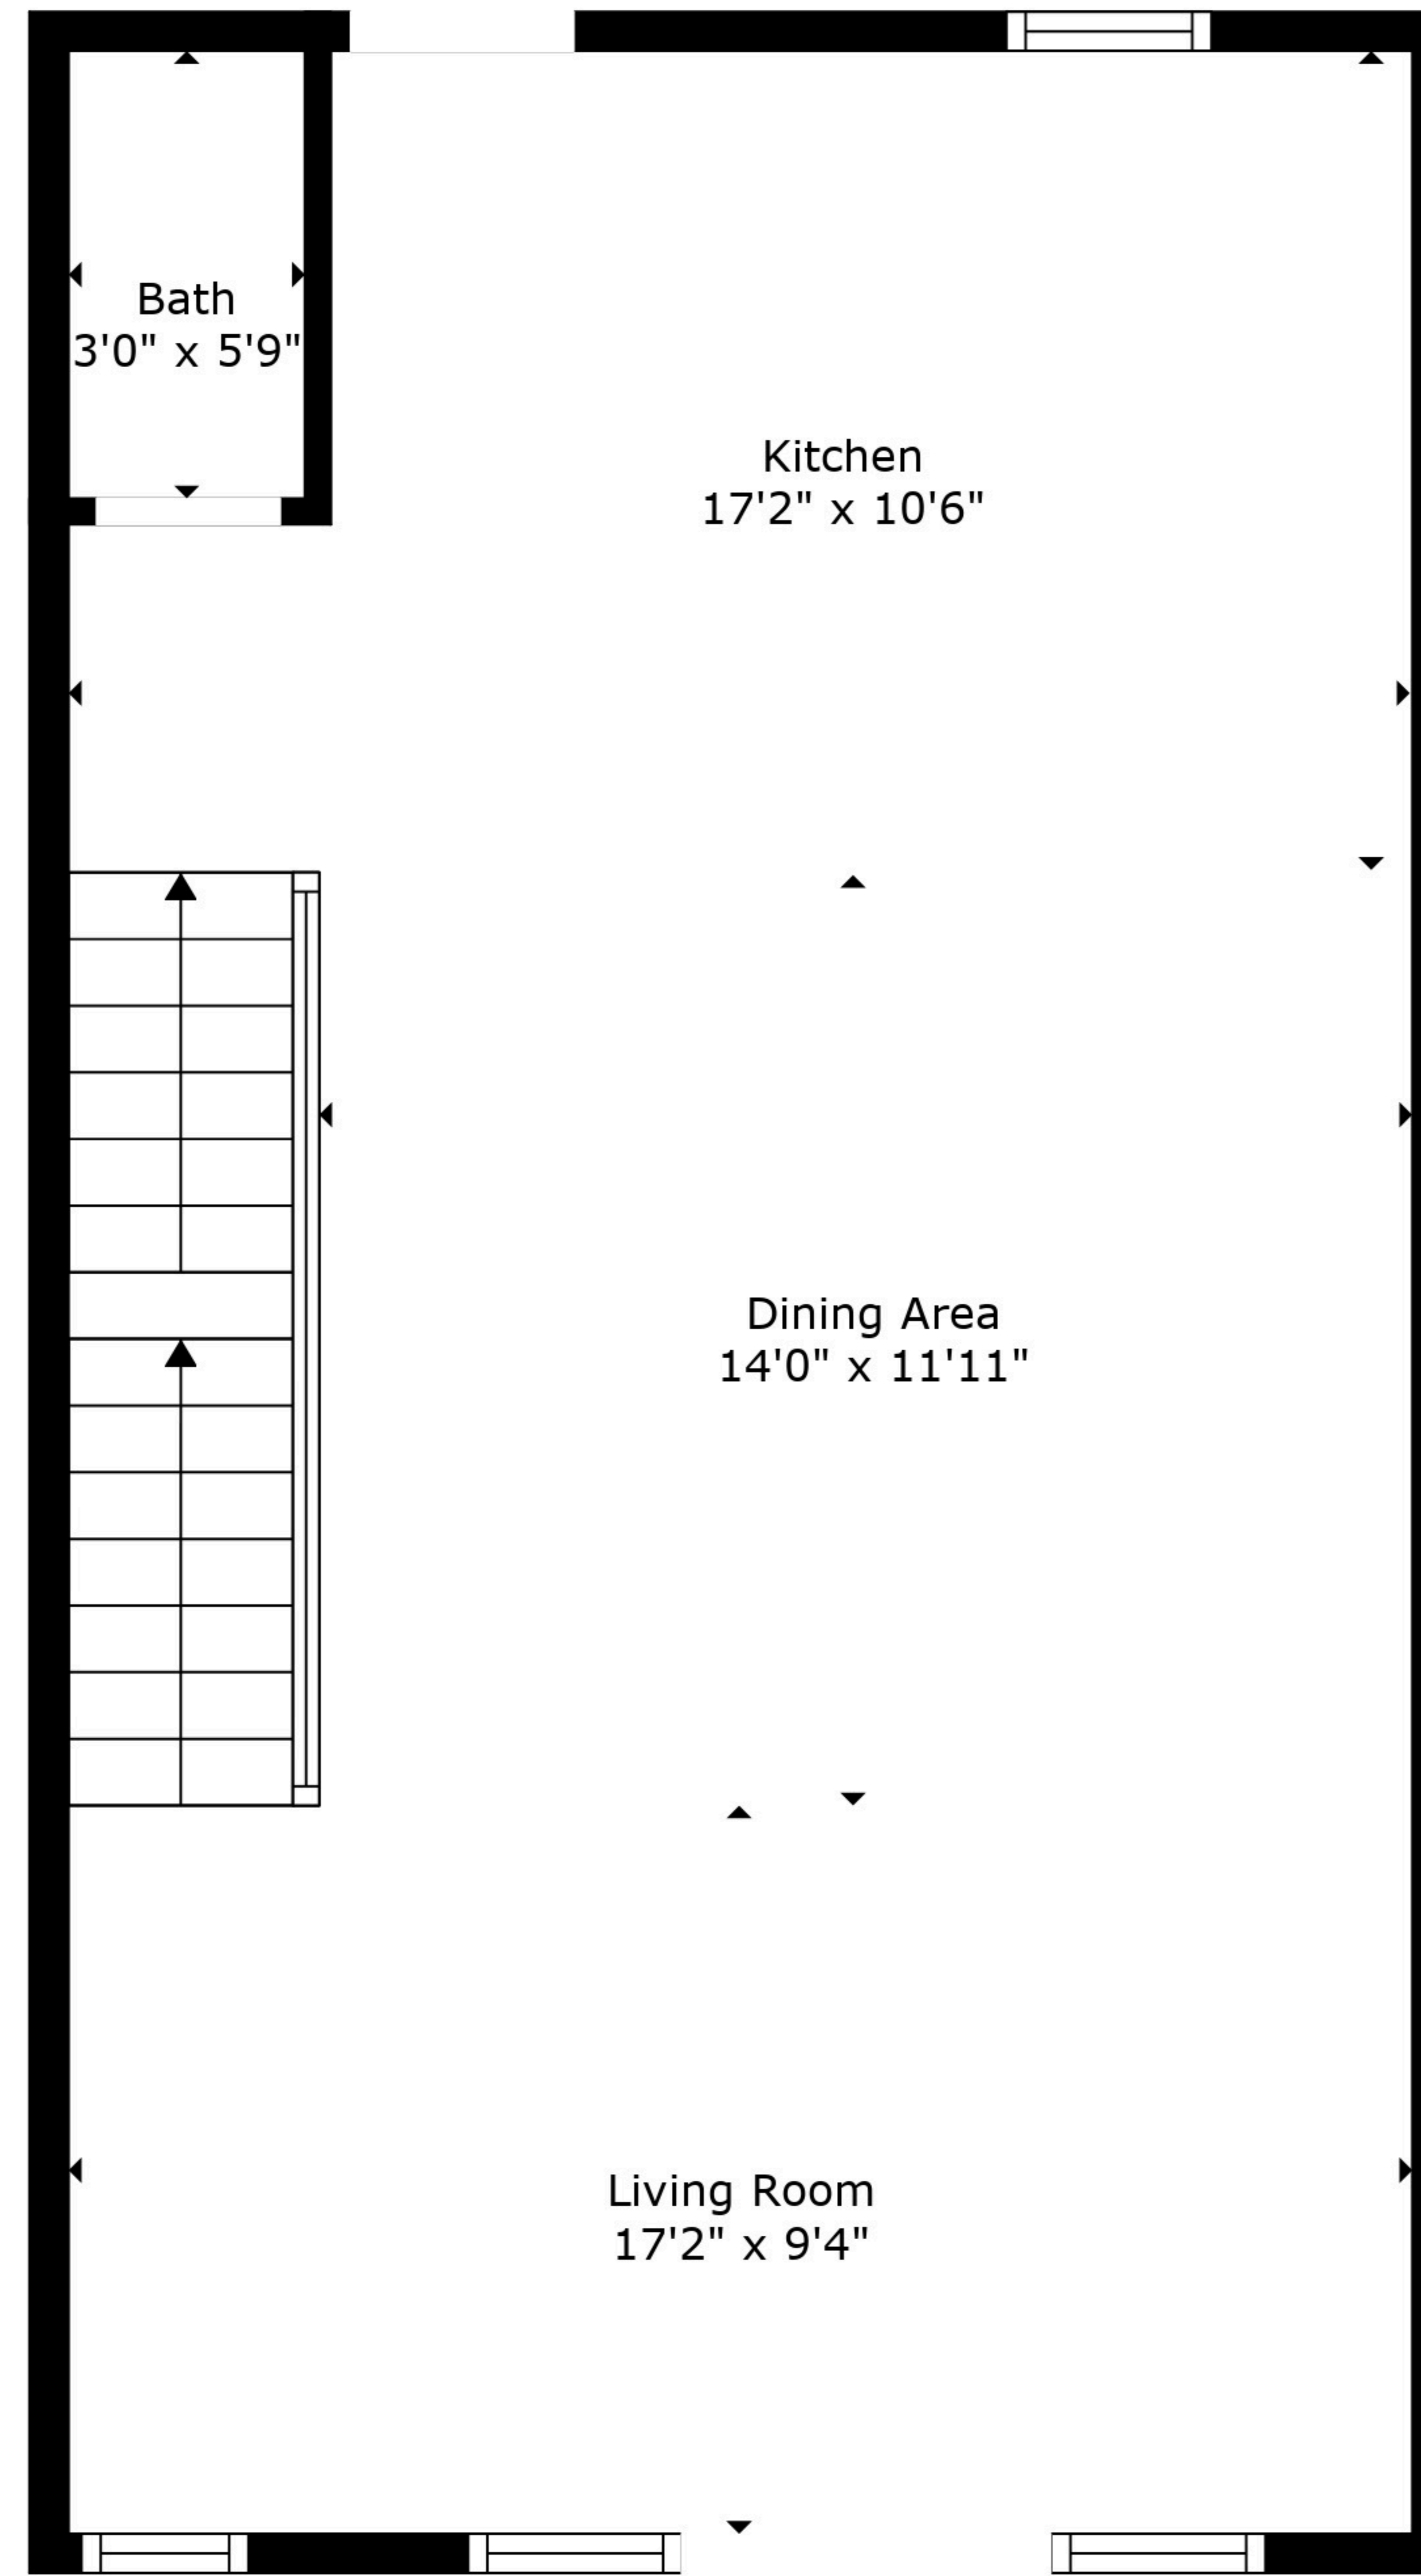 Bath
3'0" x 5'9"
Kitchen
17'2" x 10'6"
Dining Area
14'0" x 11'11"
Living Room
17'2" x 9'4"